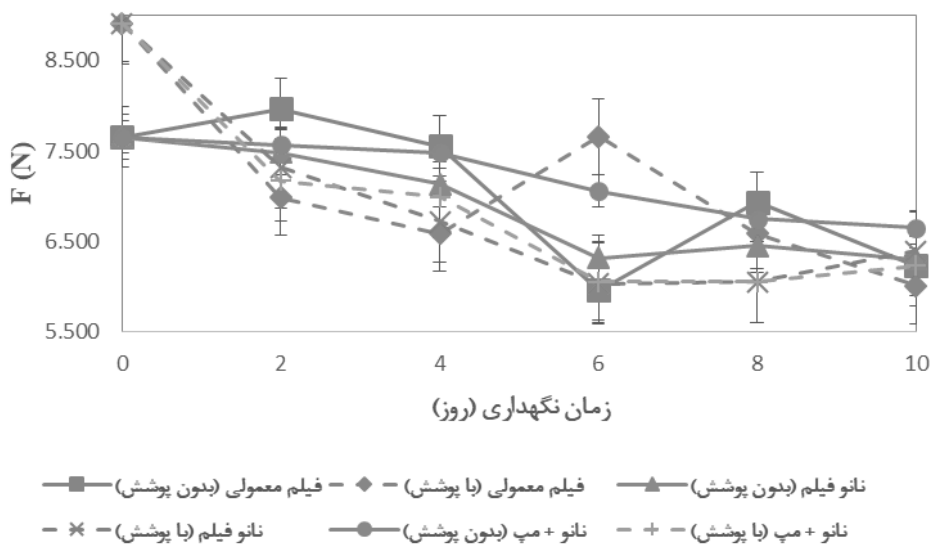 F (N)
8.500
7.500
6.500
5.500
0 2 4 6 8 10
زمان نگهداری (روز)
فیلم معمولی (بدون پوشش) فیلم معمولی (با پوشش) نانو فیلم (بدون پوشش)
نانو فیلم (با پوشش) نانو + مپ (بدون پوشش) نانو + مپ (با پوشش)